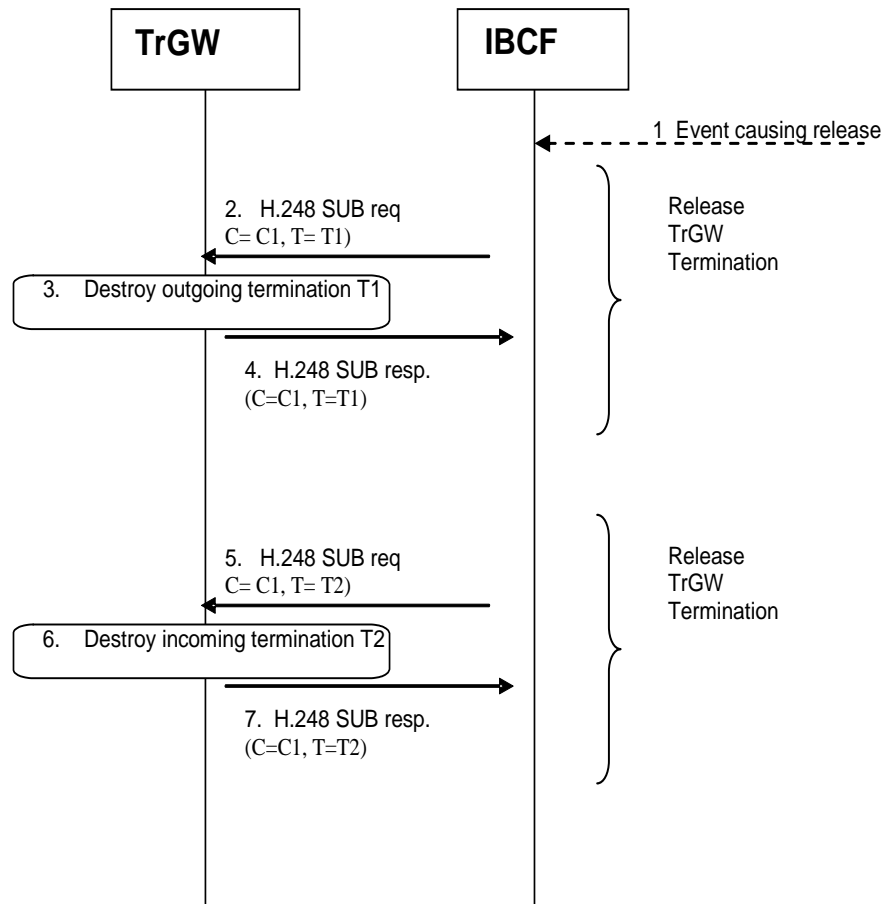 TrGW
IBCF
1 Event causing release
2. H.248 SUB req
C= C1, T= T1)
Release
TrGW
Termination
3. Destroy outgoing termination T1
4. H.248 SUB resp.
(C=C1, T=T1)
5. H.248 SUB req
C= C1, T= T2)
Release
TrGW
Termination
6. Destroy incoming termination T2
7. H.248 SUB resp.
(C=C1, T=T2)